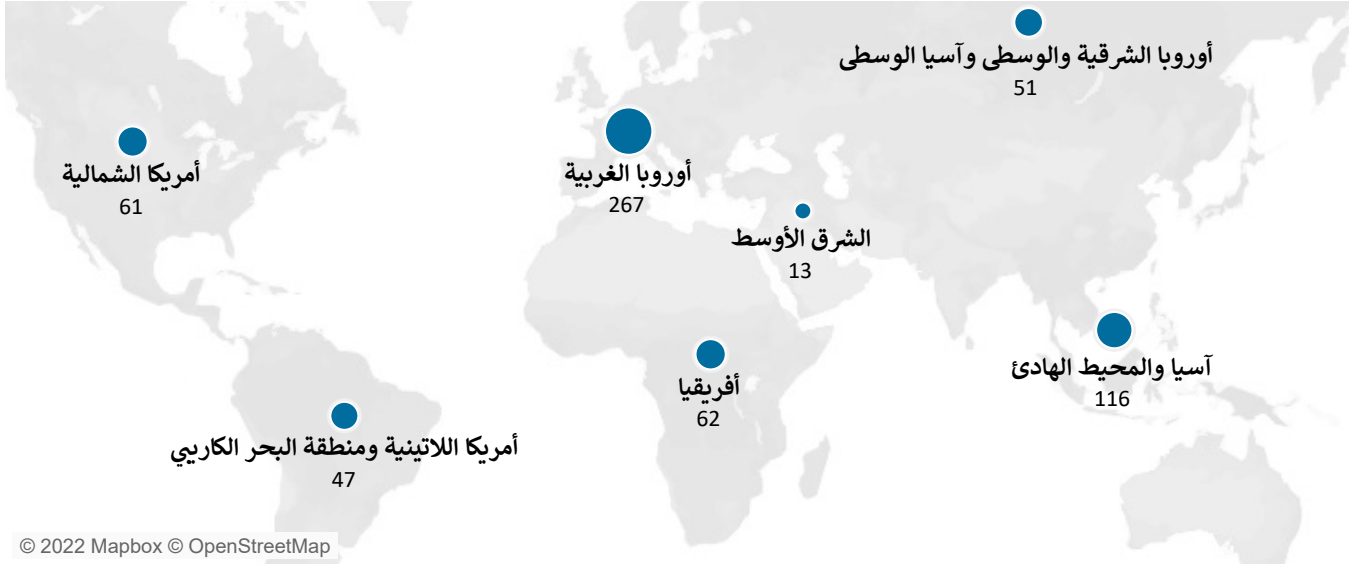 أوروبا الشرقية والوسطى وآسيا الوسطى
51
أمريكا الشمالية
61
أوروبا الغربية
267
الشرق الأوسط
13
آسيا والمحيط الهادئ
116
أفريقيا
62
أمريكا اللاتينية ومنطقة البحر الكاريبي
47
© 2022 Mapbox © OpenStreetMap